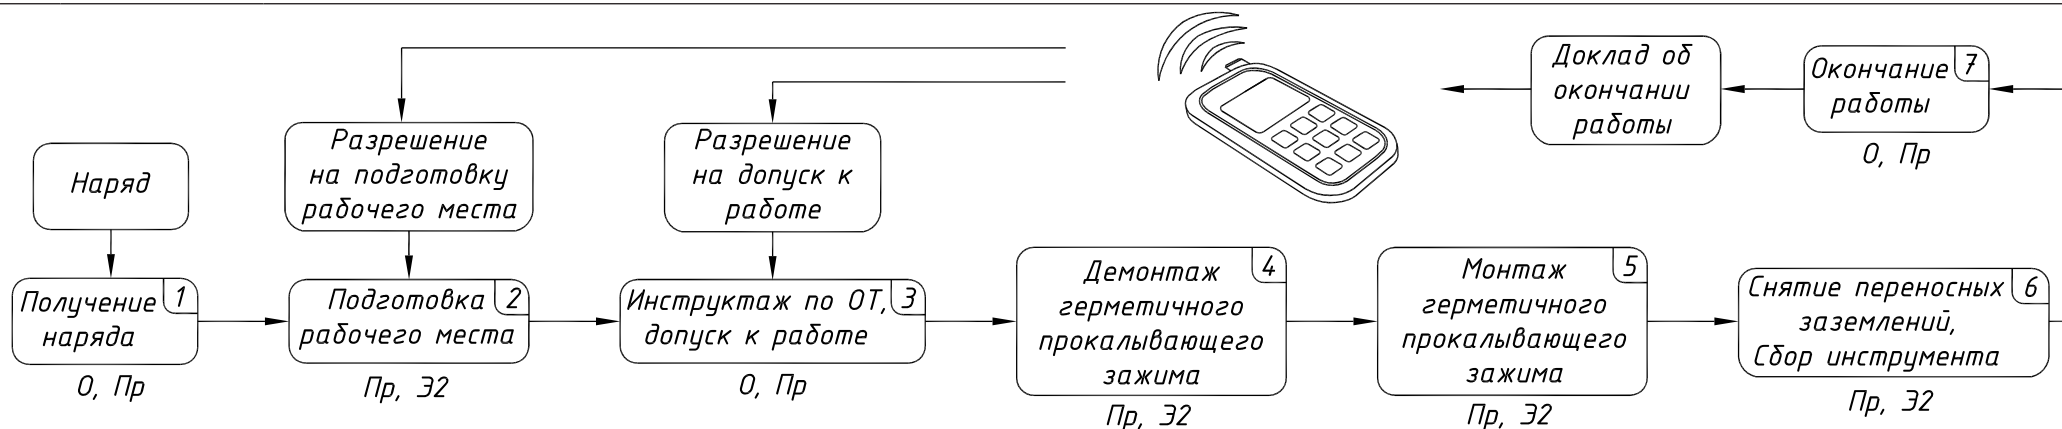 Наряд
Разрешение
на подготовку
рабочего места
Разрешение
на допуск к
работе
Доклад об
окончании
работы
Окончание
работы
7
О, Пр
Получение
наряда
1
О, Пр
Подготовка
рабочего места
2
Пр, Э2
Инструктаж по ОТ,
допуск к работе
3
О, Пр
Демонтаж
герметичного
прокалывающего
зажима
4
Пр, Э2
Монтаж
герметичного
прокалывающего
зажима
5
Пр, Э2
Снятие переносных
заземлений,
Сбор инструмента
6
Пр, Э2